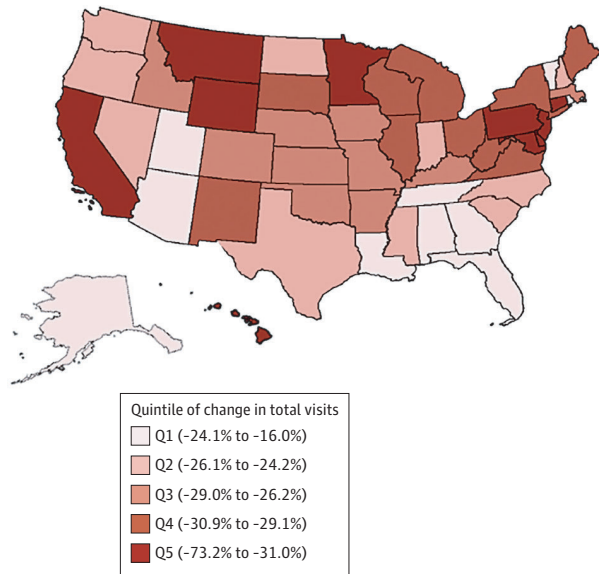 Quintile of change in total visits
Q1 (-24.1% to -16.0%)
Q2 (-26.1% to -24.2%)
Q3 (-29.0% to -26.2%)
Q4 (-30.9% to -29.1%)
Q5 (-73.2% to -31.0%)